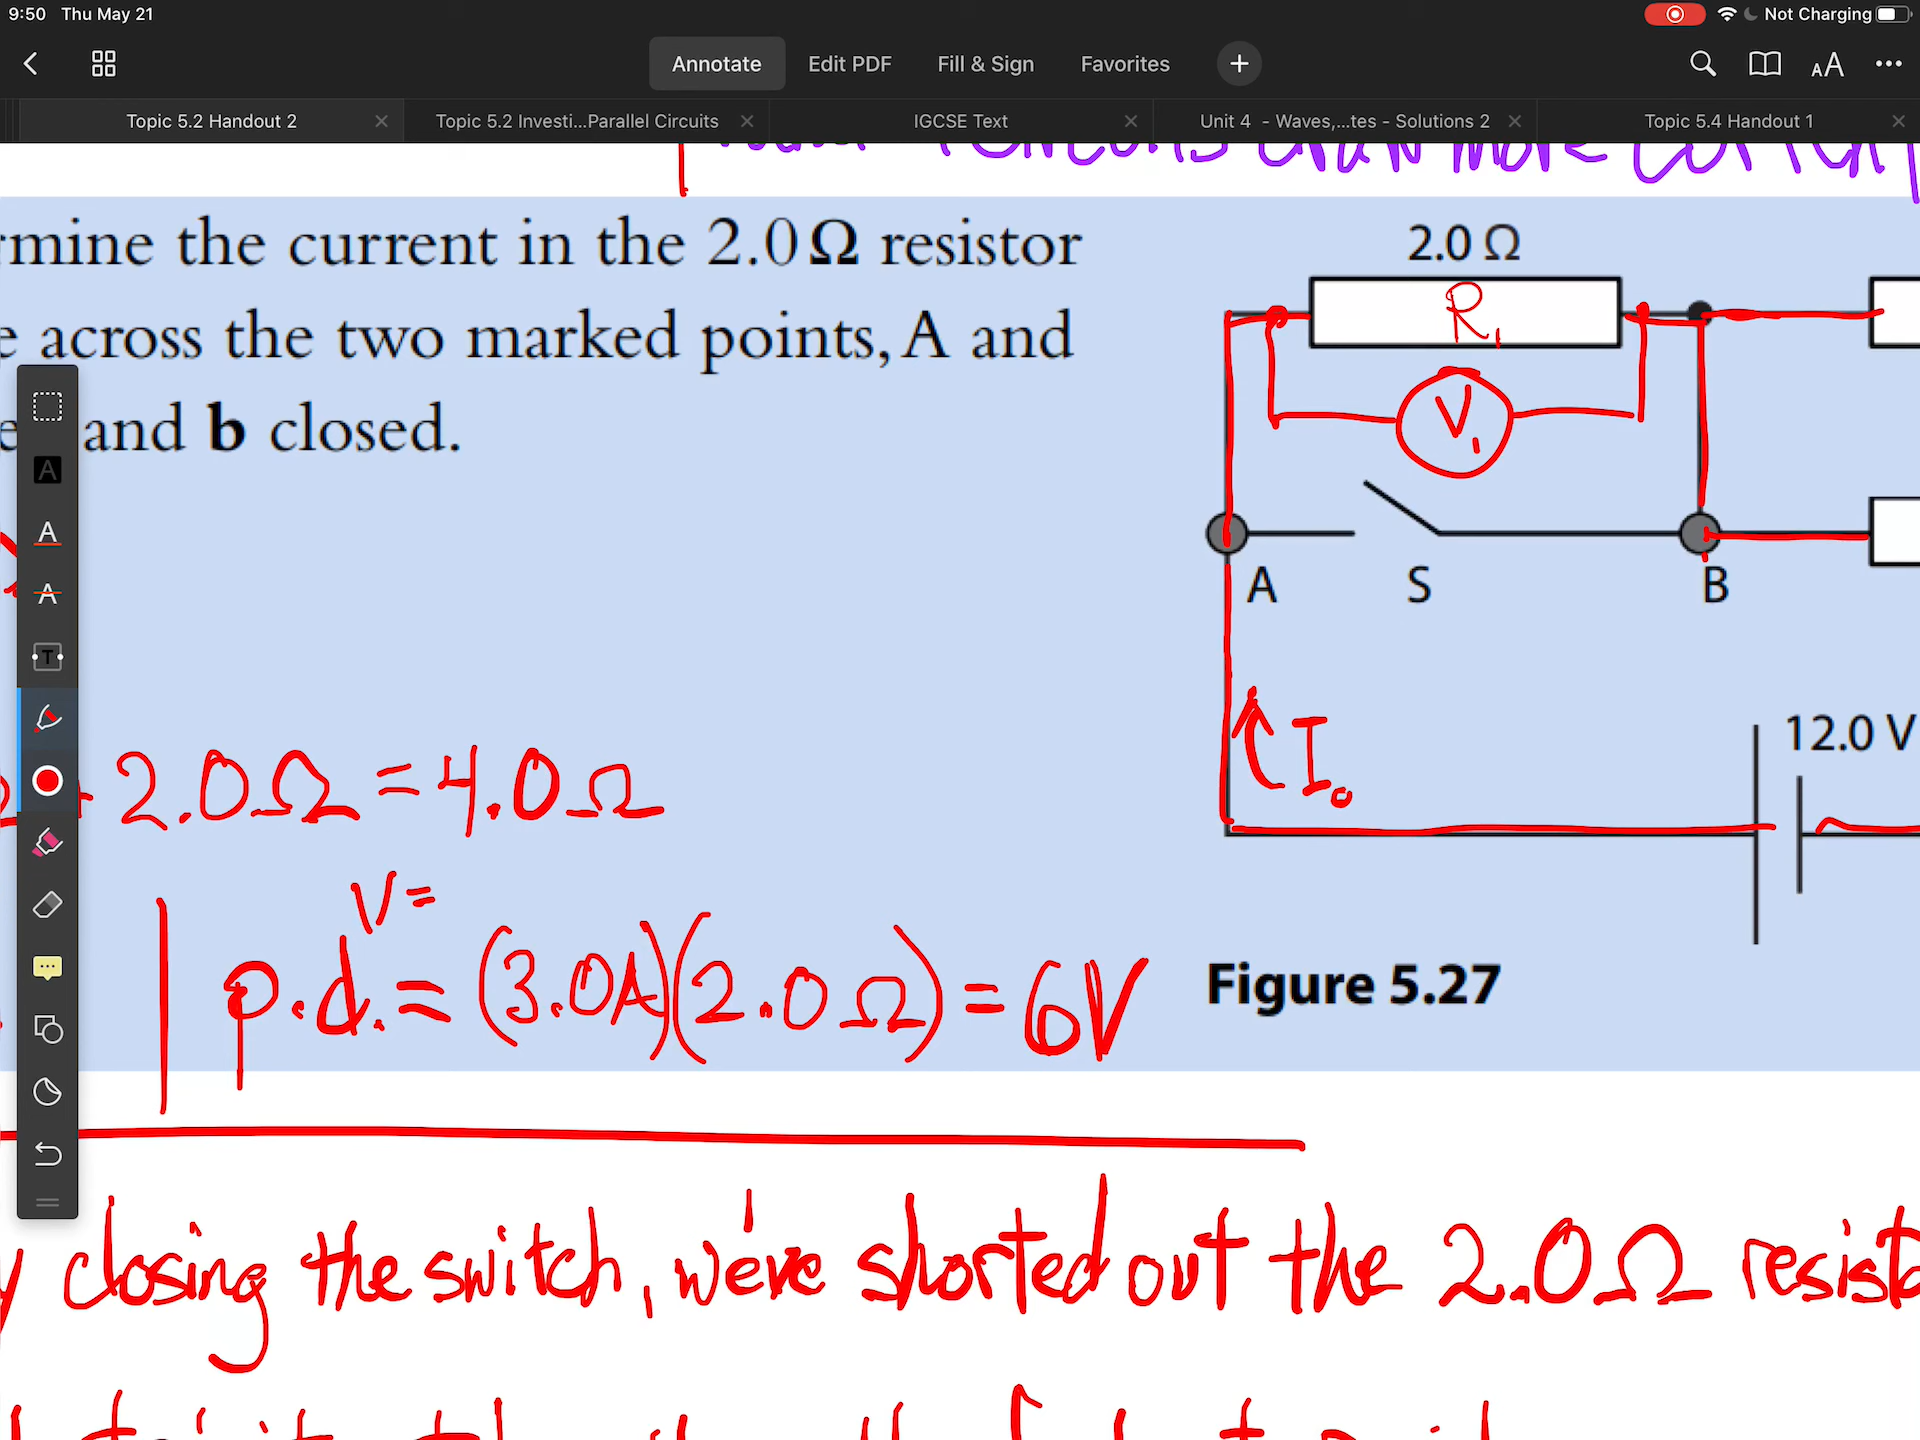 9:50 Thu May 21
Not Charging
Annotate Edit PDF Fill & Sign Favorites
Topic 5.2 Handout 2
Topic 5.2 Investi...Parallel Circuits
IGCSE Text
Unit 4 - Waves,...tes - Solutions 2
Topic 5.4 Handout 1
draw more
rmine the current in the 2.0 Ω resistor
e across the two marked points, A and
and b closed.
2.0 Ω
R₁
V₁
A S B
I₀
12.0 V
2.0Ω = 4.0Ω
V =
p.d. = (3.0A)(2.0Ω) = 6V
Figure 5.27
closing the switch, we've shorted out the 2.0Ω resist